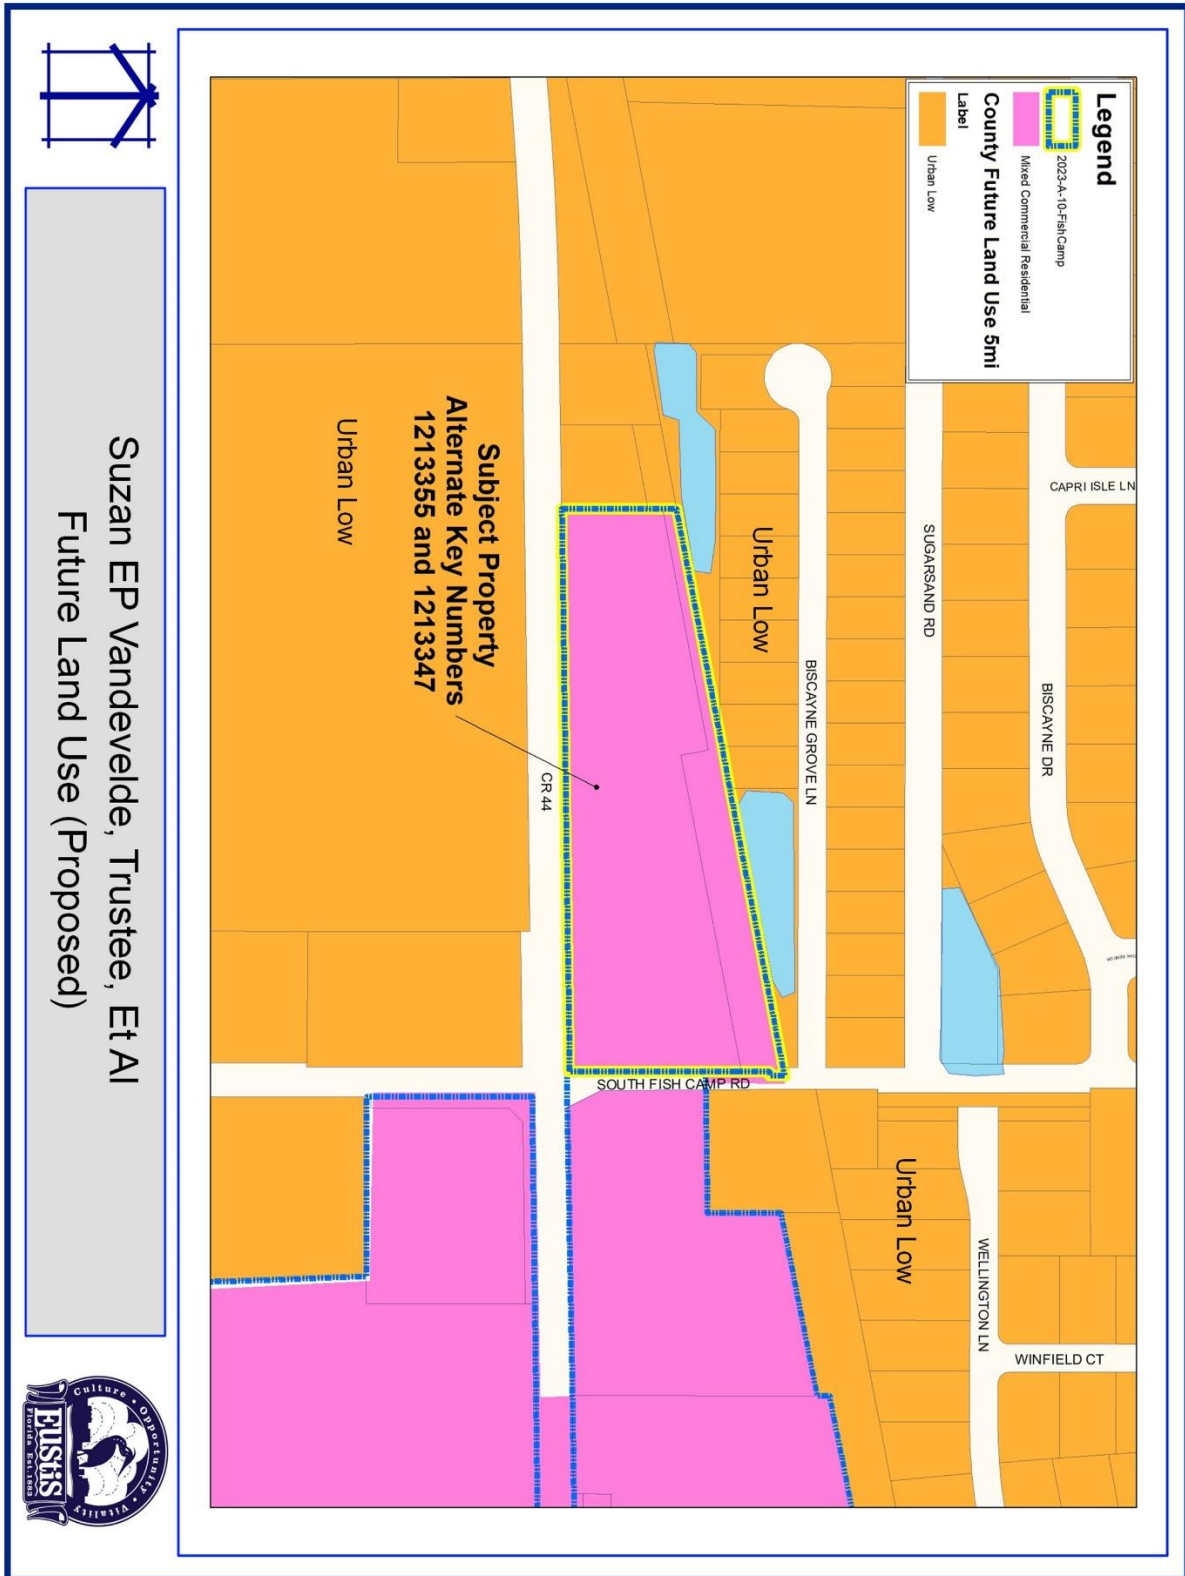 Legend
2023-A-10-FishCamp
Mixed Commercial Residential
County Future Land Use 5mi
Label
Urban Low
CAPRI ISLE LN
BISCAYNE DR
SUGARSAND RD
BISCAYNE GROVE LN
Urban Low
Subject Property
Alternate Key Numbers
1213355 and 1213347
Urban Low
CR 44
SOUTH FISH CAMP RD
Urban Low
WELLINGTON LN
WINFIELD CT
Suzan EP Vandevelde, Trustee, Et Al
Future Land Use (Proposed)
Culture • Opportunity • Vitality
EUSTIS
Florida Est.1883